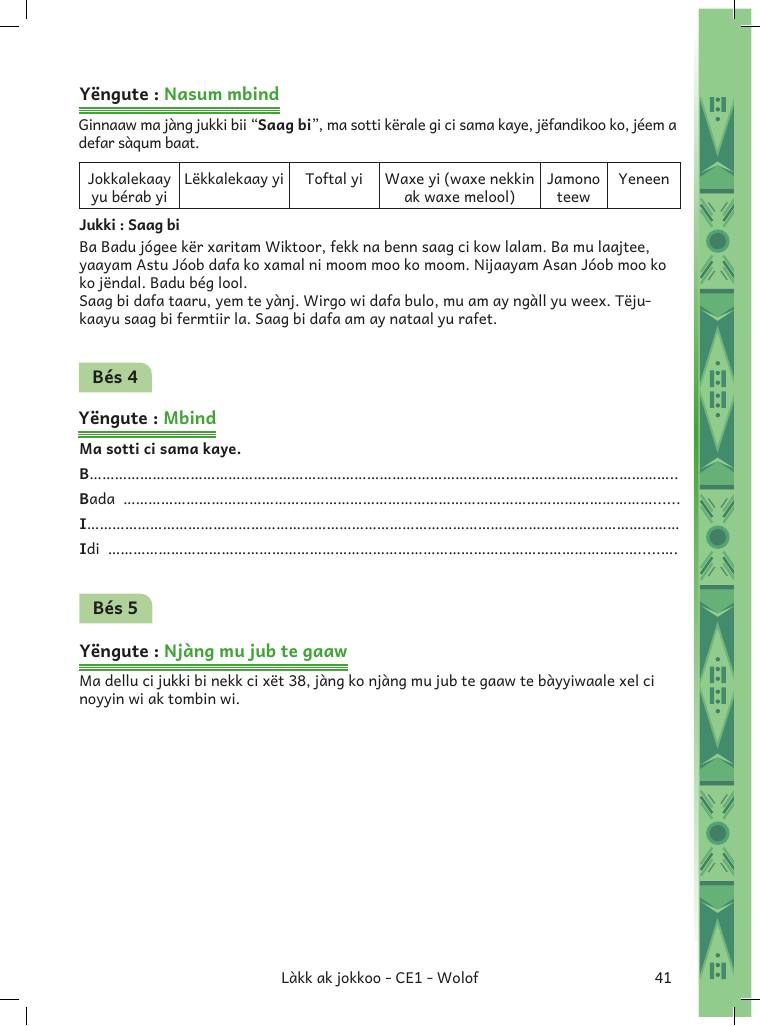 Yëngute : Nasum mbind
Ginnaaw ma jàng jukki bii “Saag bi”, ma sotti kërale gi ci sama kaye, jëfandikoo ko, jéem a
defar sàqum baat.
Jokkalekaay yu bérab yi | Lëkkalekaay yi | Toftal yi | Waxe yi (waxe nekkin ak waxe melool) | Jamono teew | Yeneen
Jukki : Saag bi
Ba Badu jógee kër xaritam Wiktoor, fekk na benn saag ci kow lalam. Ba mu laajtee,
yaayam Astu Jóob dafa ko xamal ni moom moo ko moom. Nijaayam Asan Jóob moo ko
ko jëndal. Badu bég lool.
Saag bi dafa taaru, yem te yànj. Wirgo wi dafa bulo, mu am ay ngàll yu weex. Tëju-
kaayu saag bi fermtiir la. Saag bi dafa am ay nataal yu rafet.
Bés 4
Yëngute : Mbind
Ma sotti ci sama kaye.
B......................................................................................................
Bada ......................................................................................................
I......................................................................................................
Idi ......................................................................................................
Bés 5
Yëngute : Njàng mu jub te gaaw
Ma dellu ci jukki bi nekk ci xët 38, jàng ko njàng mu jub te gaaw te bàyyiwaale xel ci
noyyin wi ak tombin wi.
Làkk ak jokkoo - CE1 - Wolof 41